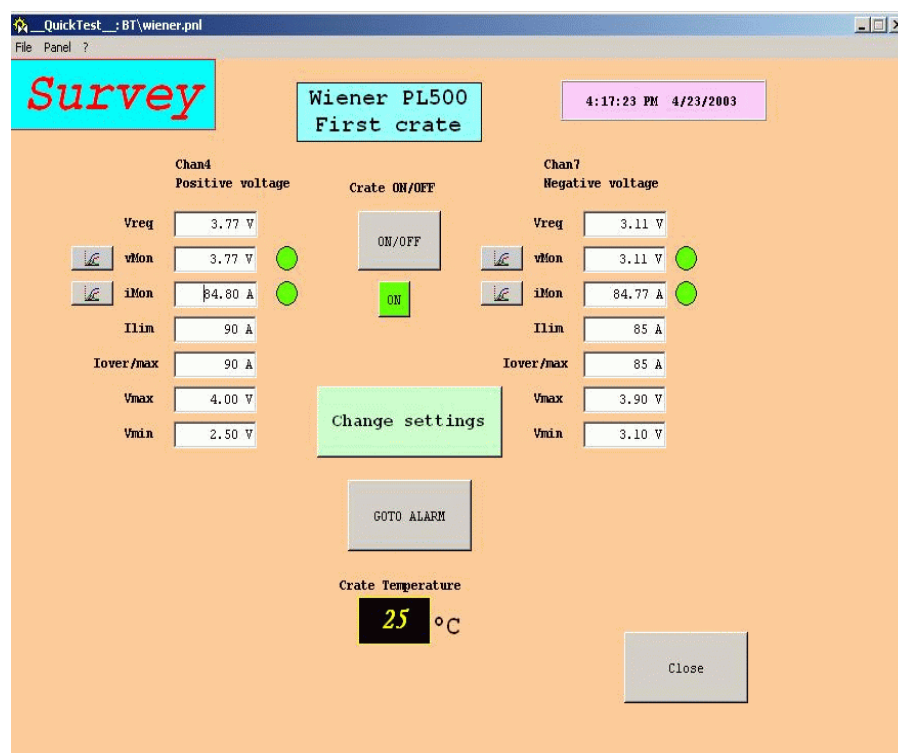 __QuickTest__: BT\wiener.pnl
File Panel ?
Survey
Wiener PL500
First crate
4:17:23 PM 4/23/2003
Chan4
Positive voltage
Vreq 3.77 V
vMon 3.77 V
iMon 84.80 A
Ilim 90 A
Iover/max 90 A
Vmax 4.00 V
Vmin 2.50 V
Crate ON/OFF
ON/OFF
ON
Change settings
GOTO ALARM
Crate Temperature
25 °C
Chan7
Negative voltage
Vreq 3.11 V
vMon 3.11 V
iMon 84.77 A
Ilim 85 A
Iover/max 85 A
Vmax 3.90 V
Vmin 3.10 V
Close